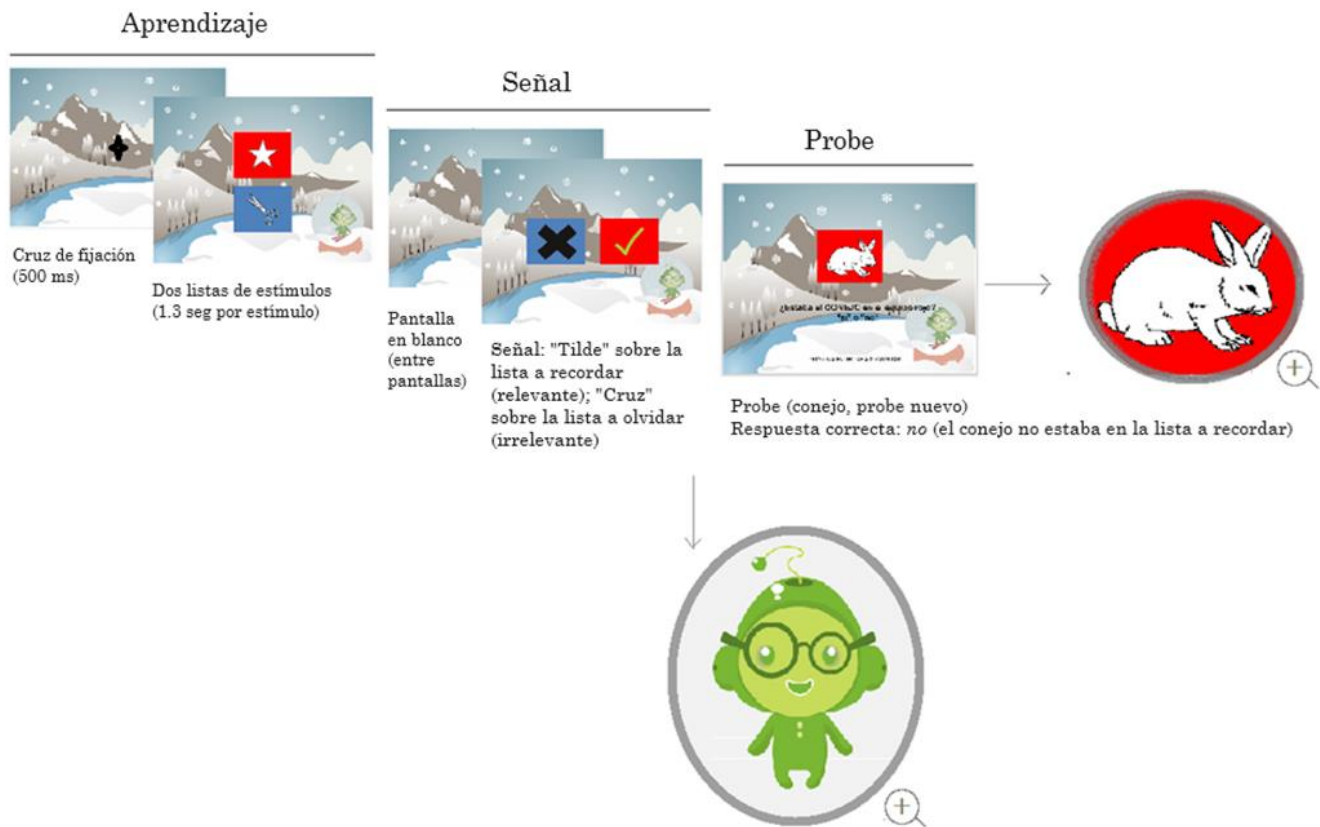 Aprendizaje
Señal
Probe
Cruz de fijación
(500 ms)
Dos listas de estímulos
(1.3 seg por estímulo)
Pantalla
en blanco
(entre
pantallas)
Señal: "Tilde" sobre la
lista a recordar
(relevante); "Cruz"
sobre la lista a olvidar
(irrelevante)
Probe (conejo, probe nuevo)
Respuesta correcta: no (el conejo no estaba en la lista a recordar)